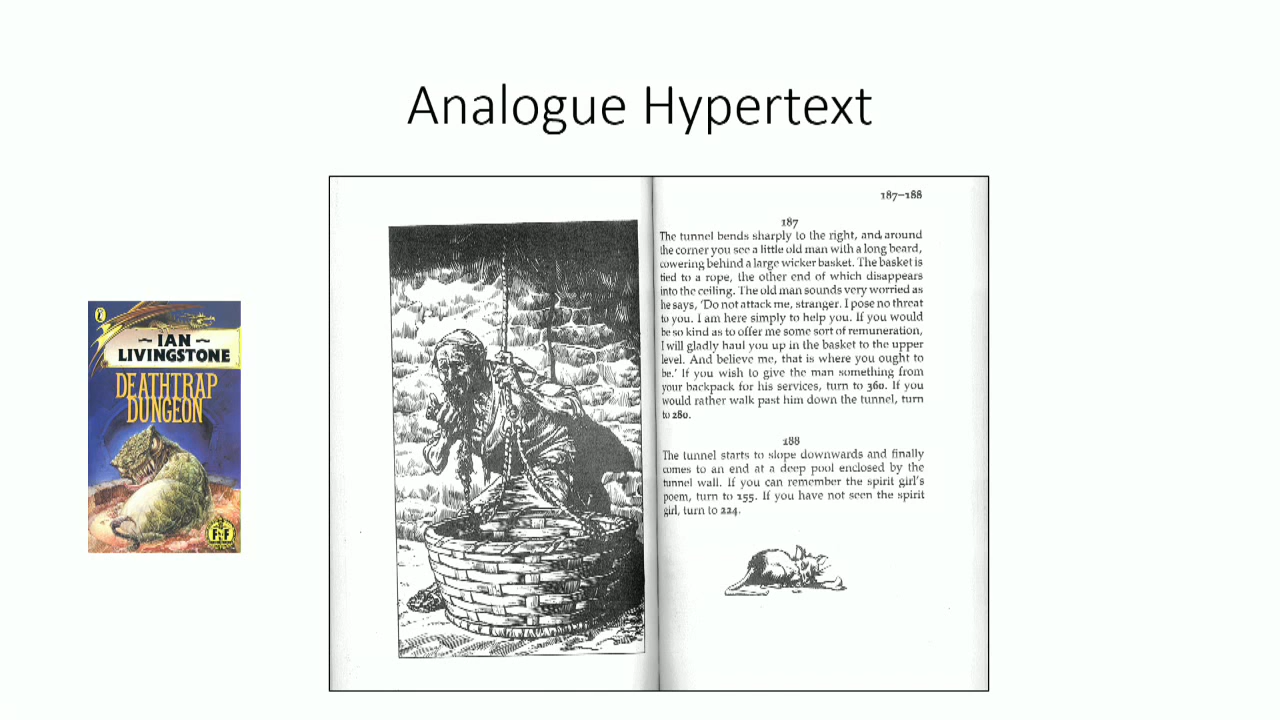 Analogue Hypertext
~ IAN ~
LIVINGSTONE
DEATHTRAP
DUNGEON
FF
187–188
187
The tunnel bends sharply to the right, and around
the corner you see a little old man with a long beard,
cowering behind a large wicker basket. The basket is
tied to a rope, the other end of which disappears
into the ceiling. The old man sounds very worried as
he says, 'Do not attack me, stranger. I pose no threat
to you. I am here simply to help you. If you would
be so kind as to offer me some sort of remuneration,
I will gladly haul you up in the basket to the upper
level. And believe me, that is where you ought to
be.' If you wish to give the man something from
your backpack for his services, turn to 360. If you
would rather walk past him down the tunnel, turn
to 280.
188
The tunnel starts to slope downwards and finally
comes to an end at a deep pool enclosed by the
tunnel wall. If you can remember the spirit girl's
poem, turn to 155. If you have not seen the spirit
girl, turn to 224.